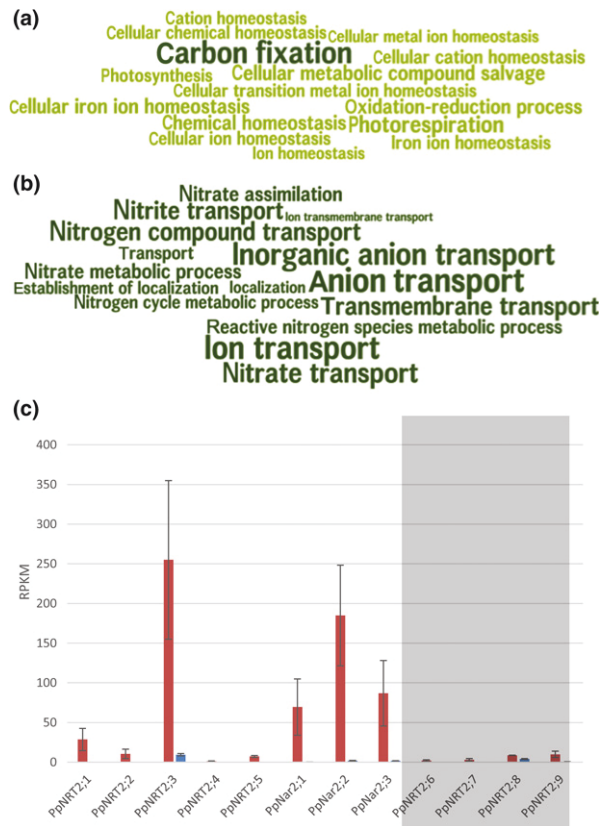 (a)
Cation homeostasis
Cellular chemical homeostasis
Cellular metal ion homeostasis
Carbon fixation
Cellular cation homeostasis
Photosynthesis
Cellular metabolic compound salvage
Cellular transition metal ion homeostasis
Cellular iron ion homeostasis
Oxidation-reduction process
Chemical homeostasis
Photorespiration
Cellular ion homeostasis
Iron ion homeostasis
Ion homeostasis
(b)
Nitrate assimilation
Nitrite transport
Ion transmembrane transport
Nitrogen compound transport
Transport
Inorganic anion transport
Nitrate metabolic process
Anion transport
Establishment of localization
localization
Nitrogen cycle metabolic process
Transmembrane transport
Reactive nitrogen species metabolic process
Ion transport
Nitrate transport
(c)
400
350
300
250
200
150
100
50
0
RPKM
PpNRT2;1
PpNRT2;2
PpNRT2;3
PpNRT2;4
PpNRT2;5
PpNar2;1
PpNar2;2
PpNar2;3
PpNRT2;6
PpNRT2;7
PpNRT2;8
PpNRT2;9